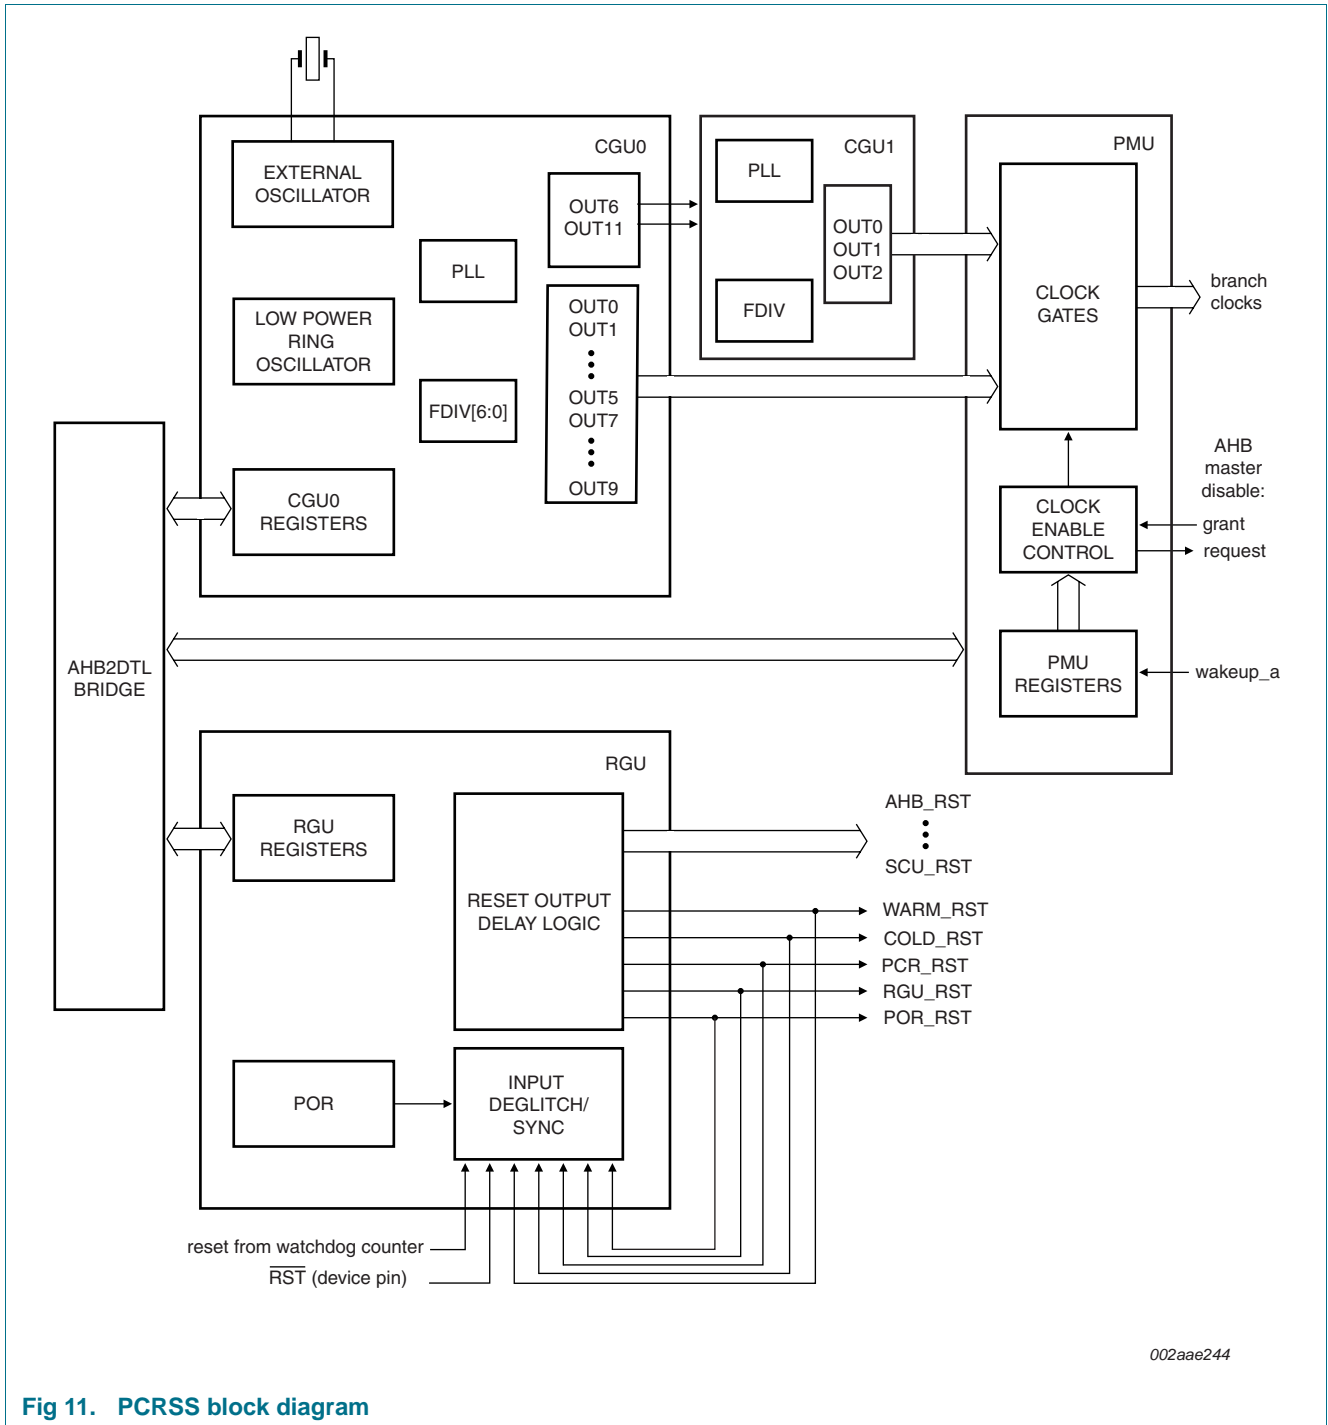 CGU0
EXTERNAL
OSCILLATOR
LOW POWER
RING
OSCILLATOR
CGU0
REGISTERS
PLL
FDIV[6:0]
OUT6
OUT11
OUT0
OUT1
OUT5
OUT7
OUT9
CGU1
PLL
FDIV
OUT0
OUT1
OUT2
PMU
CLOCK
GATES
branch
clocks
AHB
master
disable:
grant
request
CLOCK
ENABLE
CONTROL
PMU
REGISTERS
wakeup_a
AHB2DTL
BRIDGE
RGU
RGU
REGISTERS
RESET OUTPUT
DELAY LOGIC
POR
INPUT
DEGLITCH/
SYNC
AHB_RST
SCU_RST
WARM_RST
COLD_RST
PCR_RST
RGU_RST
POR_RST
reset from watchdog counter
RST (device pin)
002aae244
Fig 11. PCRSS block diagram